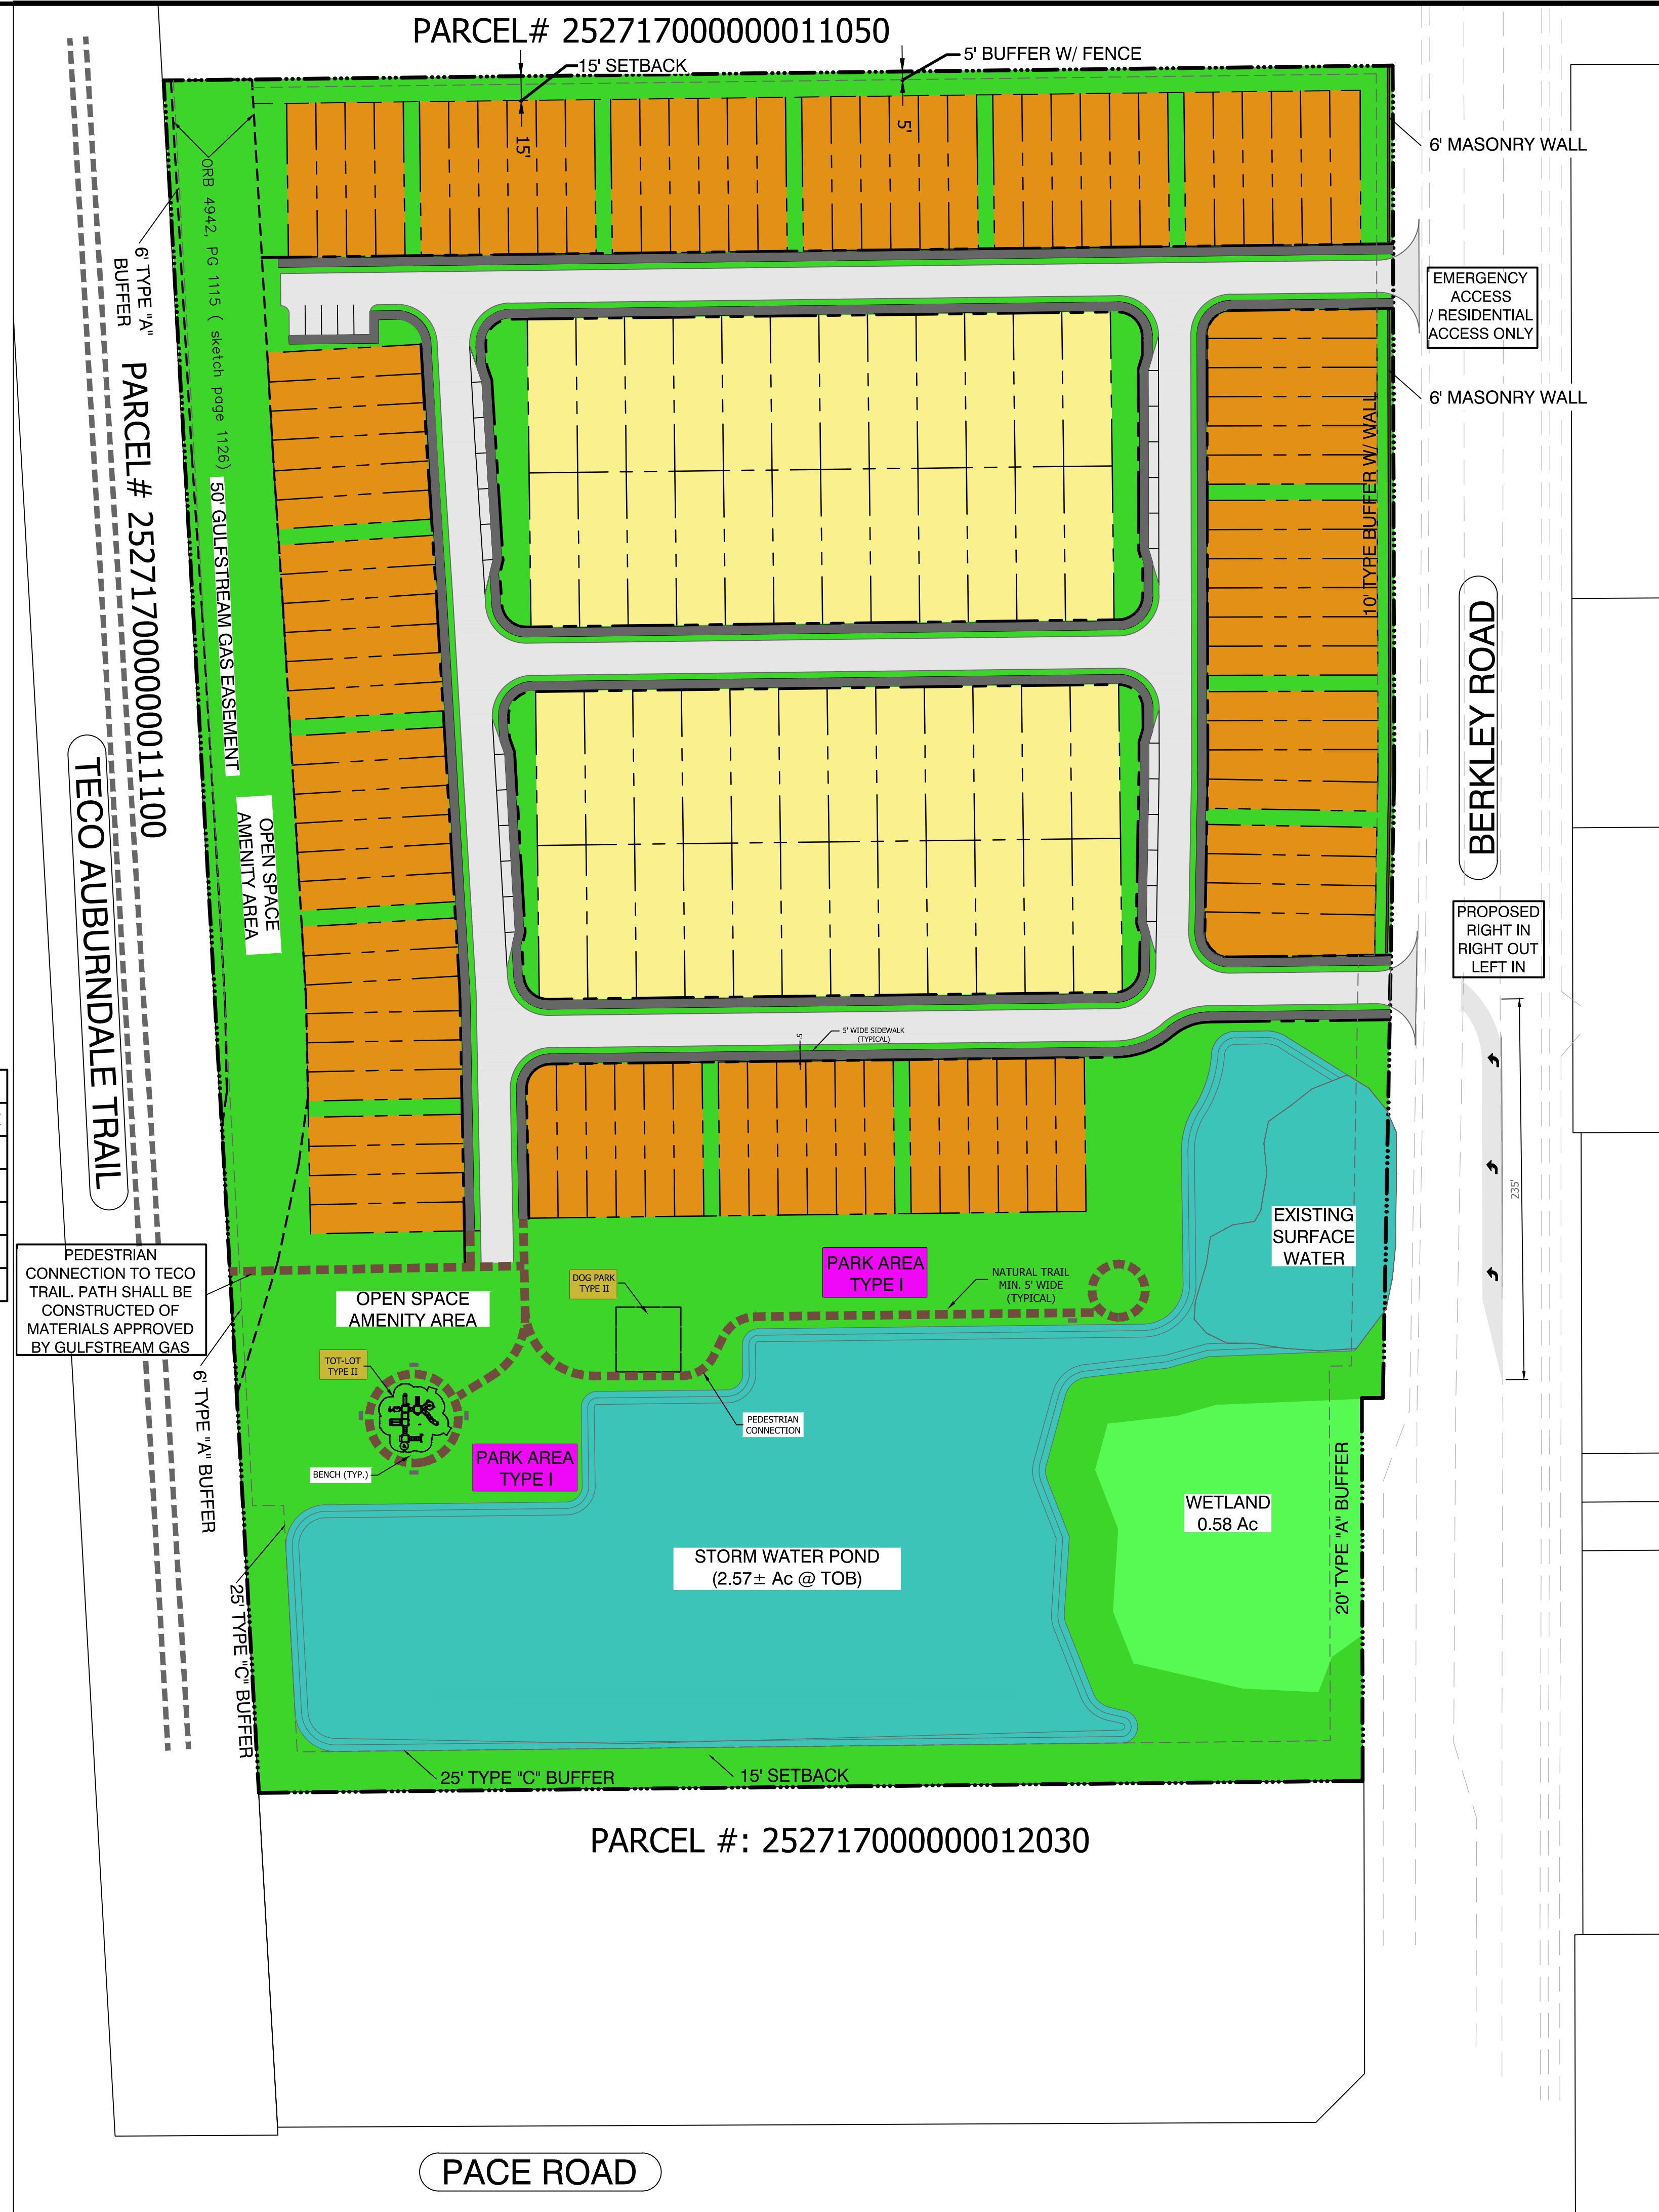 PARCEL# 252717000000011050
15' SETBACK
5' BUFFER W/ FENCE
15'
5'
6' MASONRY WALL
ORB 4942, PG 1115 ( sketch page 1126)
6' TYPE "A"
BUFFER
EMERGENCY
ACCESS
/ RESIDENTIAL
ACCESS ONLY
6' MASONRY WALL
PARCEL# 252717000000011100
50' GULFSTREAM GAS EASEMENT
10' TYPE BUFFER W/ WALL
BERKLEY ROAD
TECO AUBURNDALE TRAIL
OPEN SPACE
AMENITY AREA
PROPOSED
RIGHT IN
RIGHT OUT
LEFT IN
5'
5' WIDE SIDEWALK
(TYPICAL)
235'
EXISTING
SURFACE
WATER
PEDESTRIAN
CONNECTION TO TECO
TRAIL. PATH SHALL BE
CONSTRUCTED OF
MATERIALS APPROVED
BY GULFSTREAM GAS
PARK AREA
TYPE I
DOG PARK
TYPE II
NATURAL TRAIL
MIN. 5' WIDE
(TYPICAL)
OPEN SPACE
AMENITY AREA
TOT-LOT
TYPE II
6' TYPE "A" BUFFER
PEDESTRIAN
CONNECTION
PARK AREA
TYPE I
BENCH (TYP.)
WETLAND
0.58 Ac
20' TYPE "A" BUFFER
STORM WATER POND
(2.57± Ac @ TOB)
25' TYPE "C" BUFFER
25' TYPE "C" BUFFER
15' SETBACK
PARCEL #: 252717000000012030
PACE ROAD